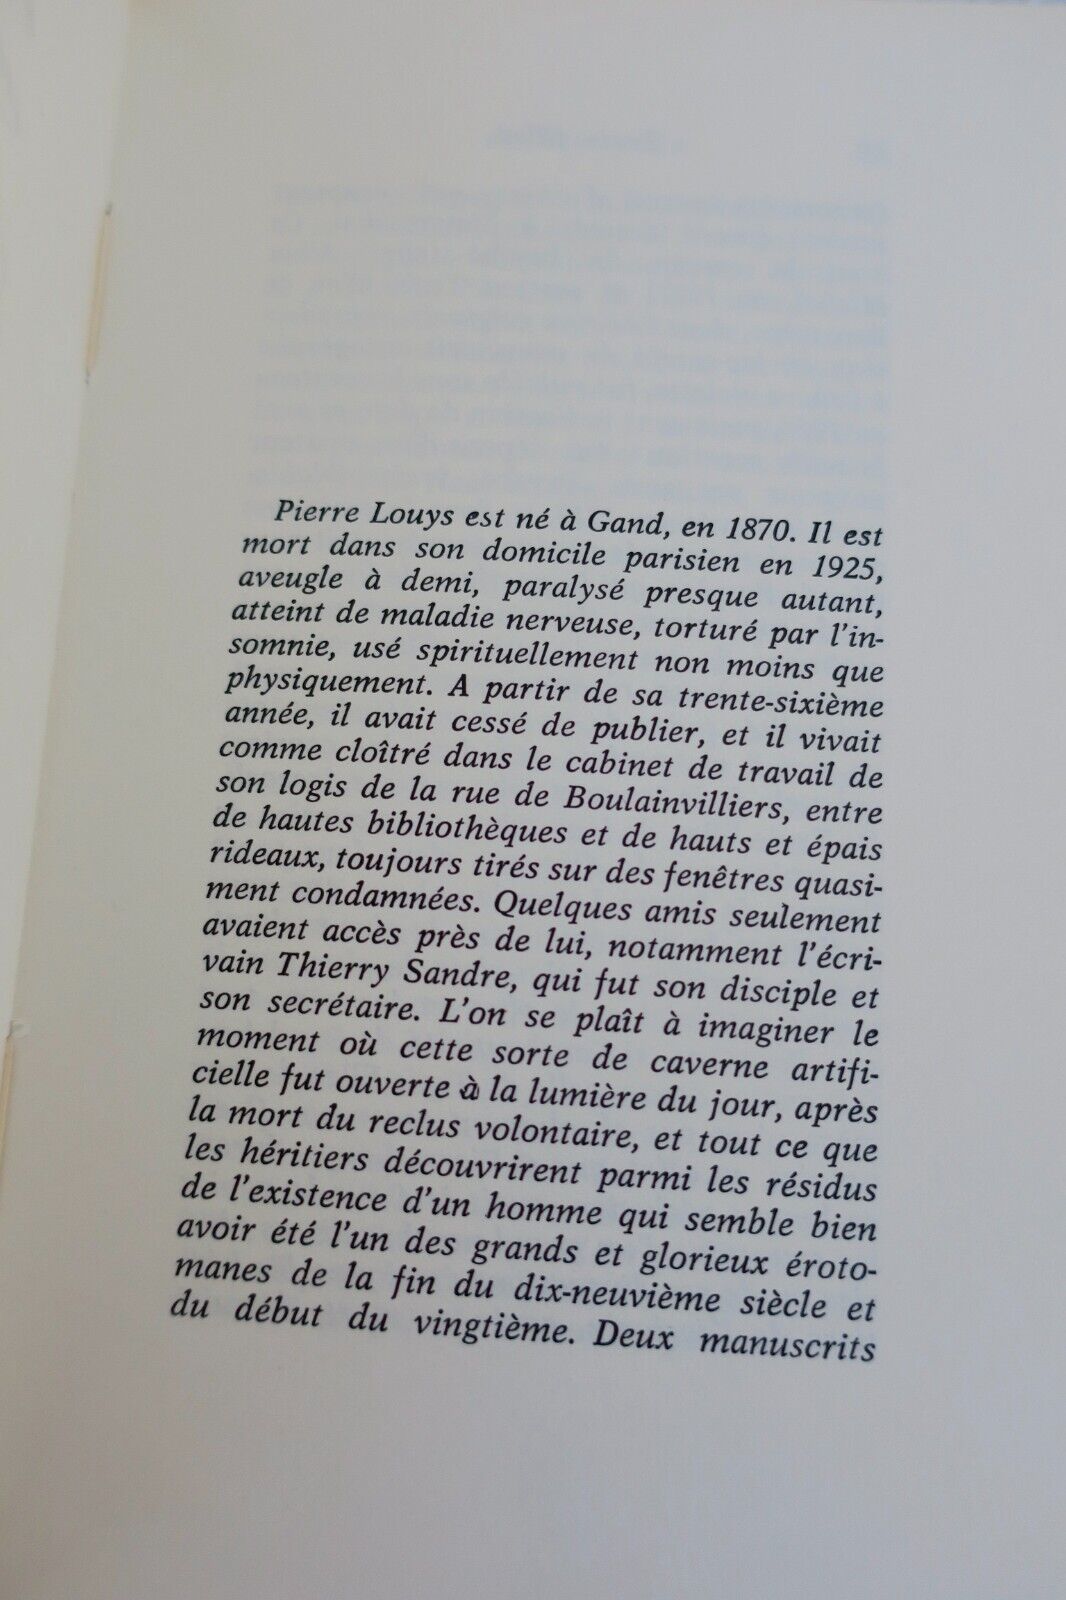 Pierre Louys est né à Gand, en 1870. Il est
mort dans son domicile parisien en 1925,
aveugle à demi, paralysé presque autant,
atteint de maladie nerveuse, torturé par l'in-
somnie, usé spirituellement non moins que
physiquement. A partir de sa trente-sixième
année, il avait cessé de publier, et il vivait
comme cloîtré dans le cabinet de travail de
son logis de la rue de Boulainvilliers, entre
de hautes bibliothèques et de hauts et épais
rideaux, toujours tirés sur des fenêtres quasi-
ment condamnées. Quelques amis seulement
avaient accès près de lui, notamment l'écri-
vain Thierry Sandre, qui fut son disciple et
son secrétaire. L'on se plaît à imaginer le
moment où cette sorte de caverne artifi-
cielle fut ouverte à la lumière du jour, après
la mort du reclus volontaire, et tout ce que
les héritiers découvrirent parmi les résidus
de l'existence d'un homme qui semble bien
avoir été l'un des grands et glorieux éroto-
manes de la fin du dix-neuvième siècle et
du début du vingtième. Deux manuscrits